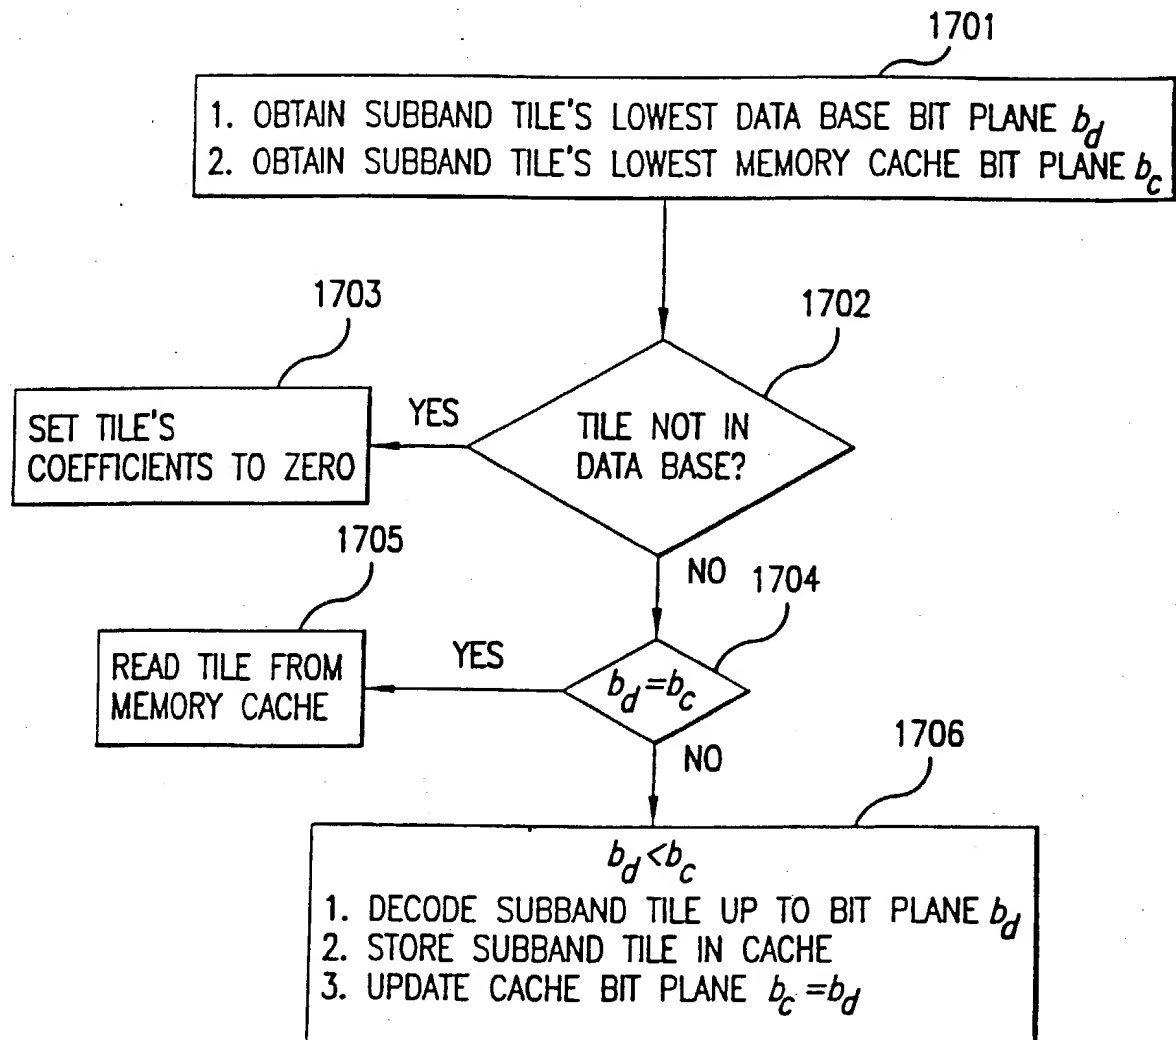 1701
1. OBTAIN SUBBAND TILE'S LOWEST DATA BASE BIT PLANE b_d
2. OBTAIN SUBBAND TILE'S LOWEST MEMORY CACHE BIT PLANE b_c
1703
1702
SET TILE'S
COEFFICIENTS TO ZERO
YES
TILE NOT IN
DATA BASE?
1705
NO
1704
READ TILE FROM
MEMORY CACHE
YES
b_d=b_c
NO
1706
b_d<b_c
1. DECODE SUBBAND TILE UP TO BIT PLANE b_d
2. STORE SUBBAND TILE IN CACHE
3. UPDATE CACHE BIT PLANE b_c=b_d